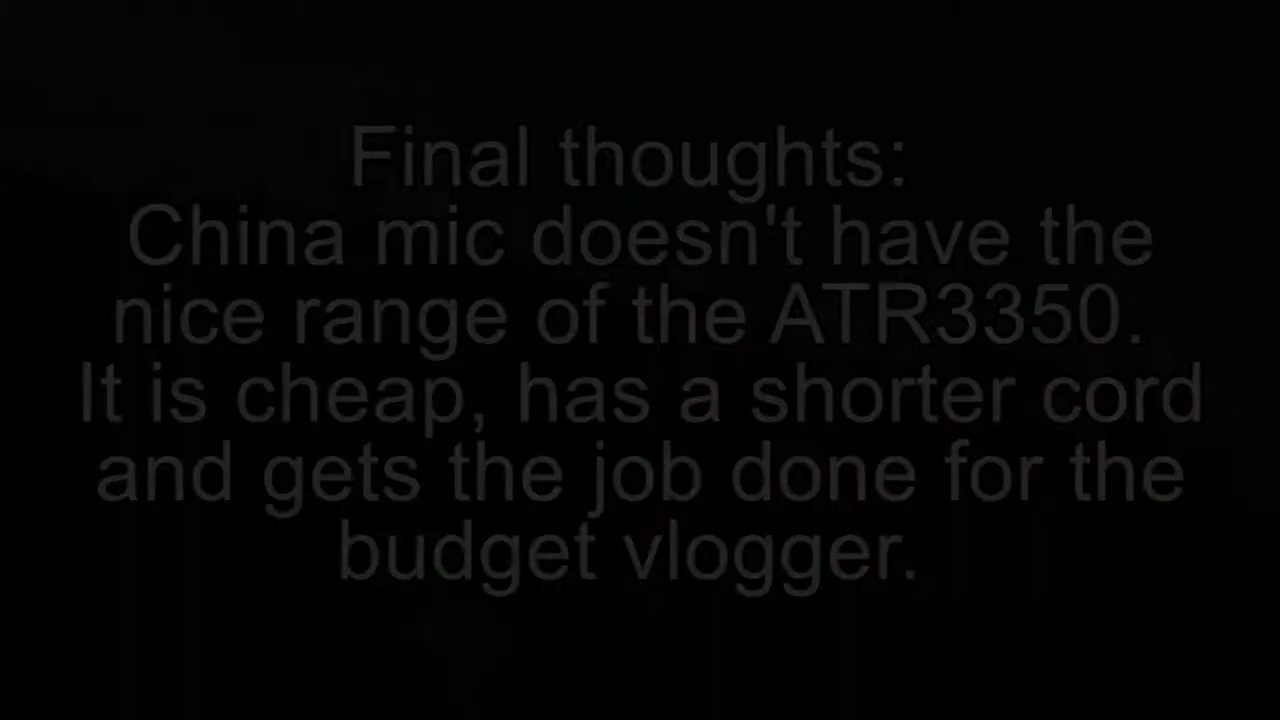 Final thoughts:
China mic doesn't have the
nice range of the ATR3350.
It is cheap, has a shorter cord
and gets the job done for the
budget vlogger.